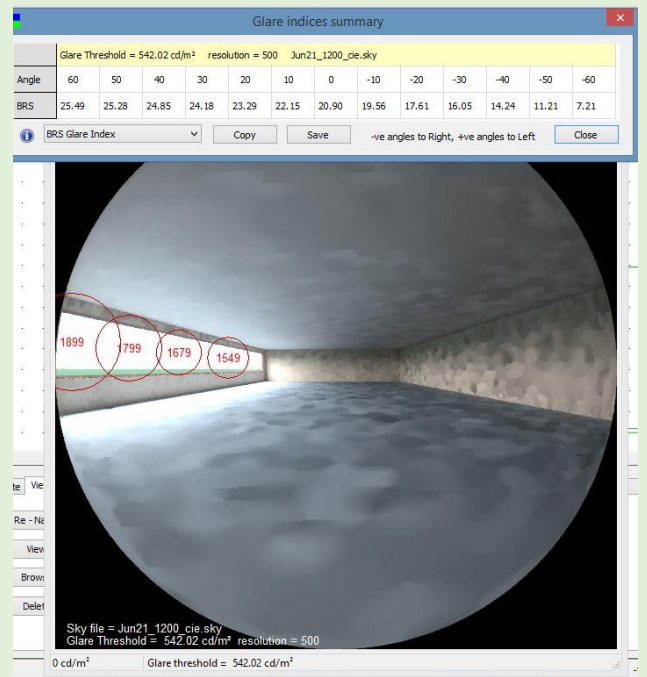 Glare indices summary
Glare Threshold = 542.02 cd/m² resolution = 500 Jun21_1200_cie.sky
Angle 60 50 40 30 20 10 0 -10 -20 -30 -40 -50 -60
BRS 25.49 25.28 24.85 24.18 23.29 22.15 20.90 19.56 17.61 16.05 14.24 11.21 7.21
BRS Glare Index Copy Save -ve angles to Right, +ve angles to Left Close
1899 1799 1679 1549
te Vie
Re - Na
View
Brows
Delet
Sky file = Jun21_1200_cie.sky
Glare Threshold = 542.02 cd/m² resolution = 500
0 cd/m² Glare threshold = 542.02 cd/m²